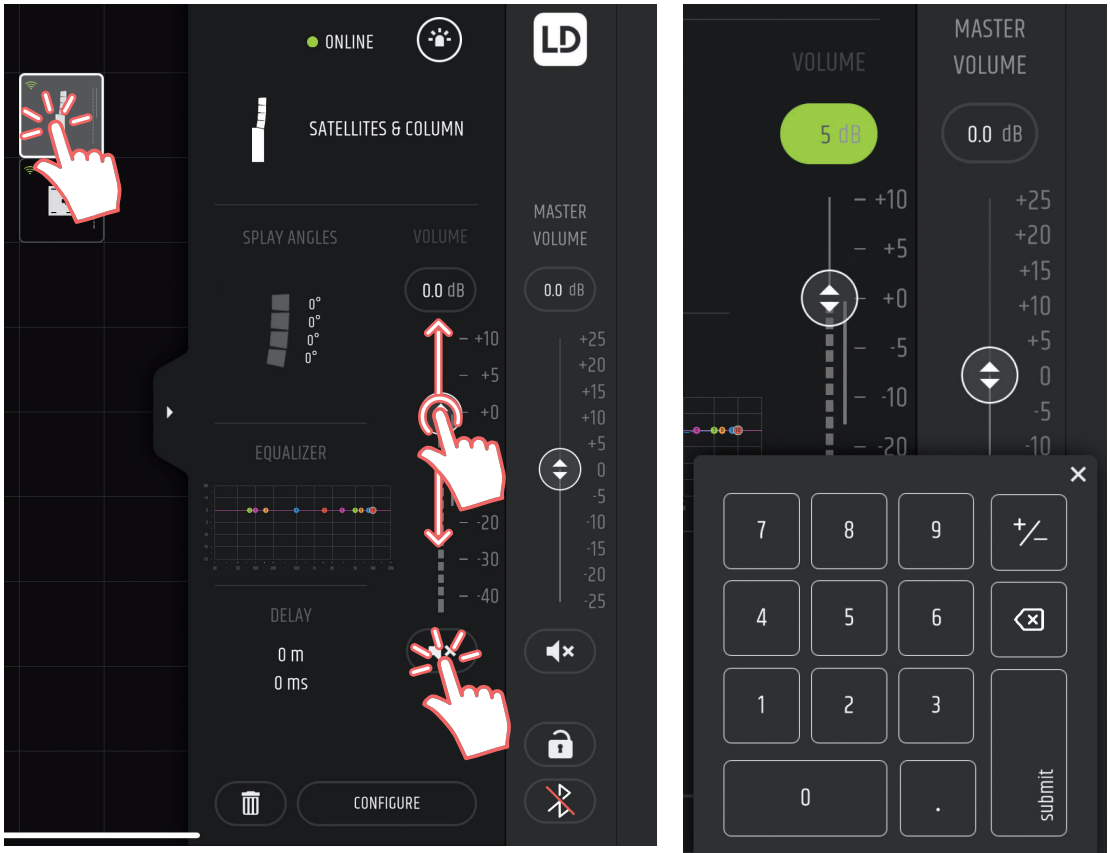 ONLINE
LD
SATELLITES & COLUMN
SPLAY ANGLES
VOLUME
0.0 dB
0°
0°
0°
0°
+10
+5
+0
-20
-30
-40
EQUALIZER
DELAY
0 m
0 ms
CONFIGURE
MASTER
VOLUME
0.0 dB
+25
+20
+15
+10
+5
0
-5
-10
-15
-20
-25
VOLUME
5 dB
+10
+5
+0
-5
-10
-20
MASTER
VOLUME
0.0 dB
+25
+20
+15
+10
+5
0
-5
-10
7 8 9 +/-
4 5 6
1 2 3
0 . submit